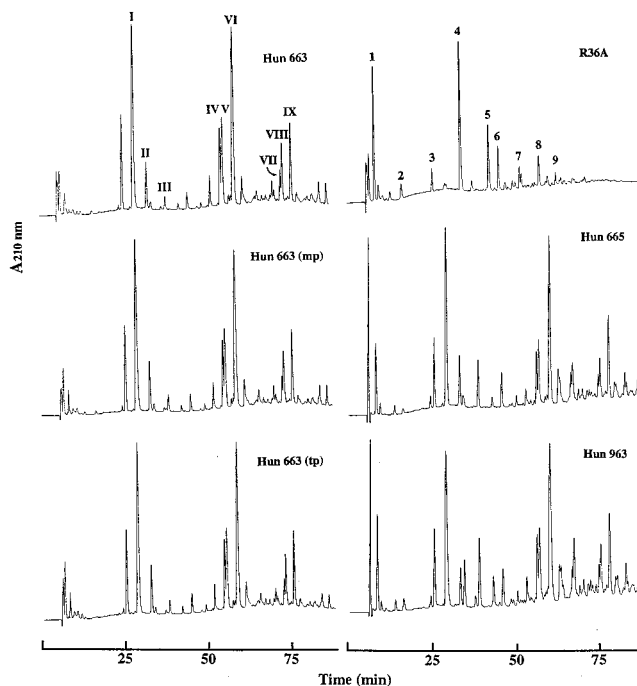 I
VI
Hun 663
IV V
IX
VIII
II
VII
III
R36A
1
4
5
6
3
8
7
2
9
A 210 nm
Hun 663 (mp)
Hun 665
Hun 663 (tp)
Hun 963
25 50 75
25 50 75
Time (min)